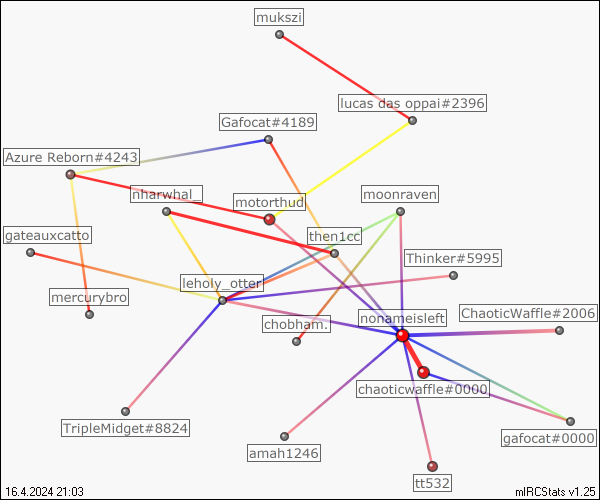 mukszi
lucas das oppai#2396
Gafocat#4189
Azure Reborn#4243
nharwhal_
motorthud
moonraven
gateauxcatto
then1cc
Thinker#5995
leholy_otter
mercurybro
chobham.
nonameisleft
ChaoticWaffle#2006
chaoticwaffle#0000
TripleMidget#8824
amah1246
gafocat#0000
tt532
16.4.2024 21:03
mIRCStats v1.25